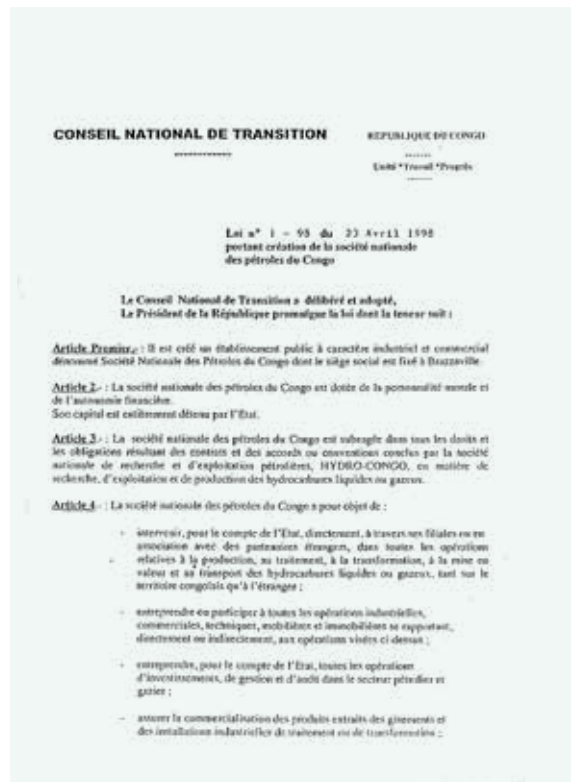 CONSEIL NATIONAL DE TRANSITION
REPUBLIQUE DU CONGO
------------
-------
Unité *Travail *Progrès
-------
Loi n° 1 - 98 du 23 Avril 1998
portant création de la société nationale
des pétroles du Congo
Le Conseil National de Transition a délibéré et adopté,
Le Président de la République promulgue la loi dont la teneur suit :
Article Premier.- : Il est créé un établissement public à caractère industriel et commercial
dénommé Société Nationale des Pétroles du Congo dont le siège social est fixé à Brazzaville.
Article 2.- : La société nationale des pétroles du Congo est dotée de la personnalité morale et
de l'autonomie financière.
Son capital est entièrement détenu par l'Etat.
Article 3.- : La société nationale des pétroles du Congo est subrogée dans tous les droits et
les obligations résultant des contrats et des accords ou conventions conclus par la société
nationale de recherche et d'exploitation pétrolières, HYDRO-CONGO, en matière de
recherche, d'exploitation et de production des hydrocarbures liquides ou gazeux.
Article 4.- : La société nationale des pétroles du Congo a pour objet de :
- intervenir, pour le compte de l'Etat, directement, à travers ses filiales ou en
association avec des partenaires étrangers, dans toutes les opérations
relatives à la production, au traitement, à la transformation, à la mise en
valeur et au transport des hydrocarbures liquides ou gazeux, tant sur le
territoire congolais qu'à l'étranger ;
- entreprendre ou participer à toutes les opérations industrielles,
commerciales, techniques, mobilières et immobilières se rapportant,
directement ou indirectement, aux opérations visées ci dessus ;
- entreprendre, pour le compte de l'Etat, toutes les opérations
d'investissements, de gestion et d'audit dans le secteur pétrolier et
gazier ;
- assurer la commercialisation des produits extraits des gisements et
des installations industrielles de traitement ou de transformation ;